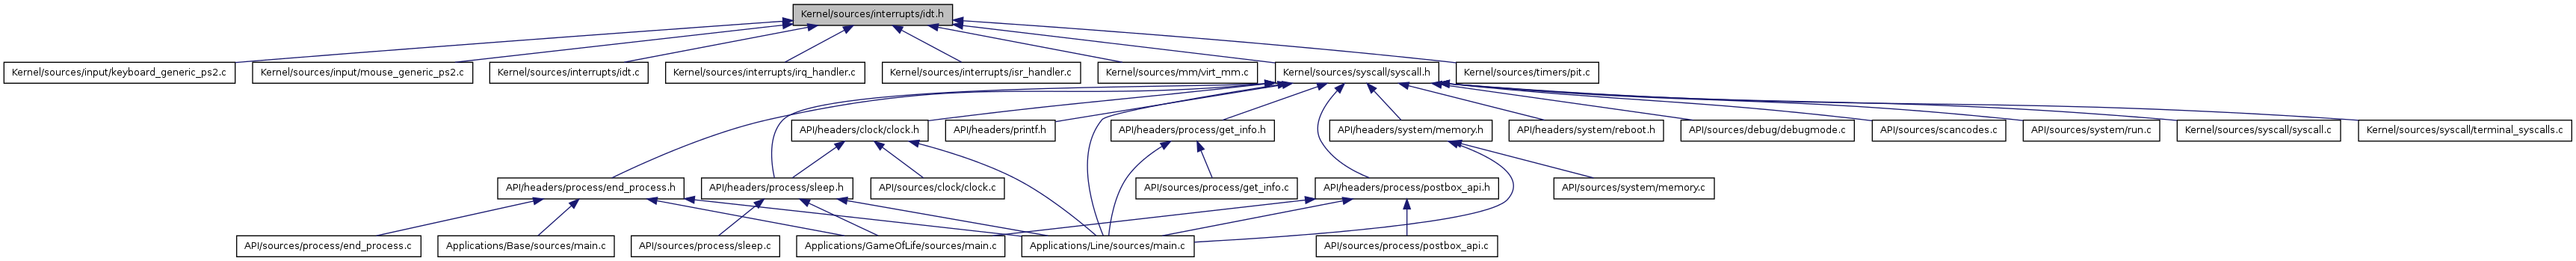 Kernel/sources/interrupts/idt.h
Kernel/sources/input/keyboard_generic_ps2.c
Kernel/sources/input/mouse_generic_ps2.c
Kernel/sources/interrupts/idt.c
Kernel/sources/interrupts/irq_handler.c
Kernel/sources/interrupts/isr_handler.c
Kernel/sources/mm/virt_mm.c
Kernel/sources/syscall/syscall.h
Kernel/sources/timers/pit.c
API/headers/clock/clock.h
API/headers/printf.h
API/headers/process/get_info.h
API/headers/system/memory.h
API/headers/system/reboot.h
API/sources/debug/debugmode.c
API/sources/scancodes.c
API/sources/system/run.c
Kernel/sources/syscall/syscall.c
Kernel/sources/syscall/terminal_syscalls.c
API/headers/process/end_process.h
API/headers/process/sleep.h
API/sources/clock/clock.c
API/sources/process/get_info.c
API/headers/process/postbox_api.h
API/sources/system/memory.c
API/sources/process/end_process.c
Applications/Base/sources/main.c
API/sources/process/sleep.c
Applications/GameOfLife/sources/main.c
Applications/Line/sources/main.c
API/sources/process/postbox_api.c